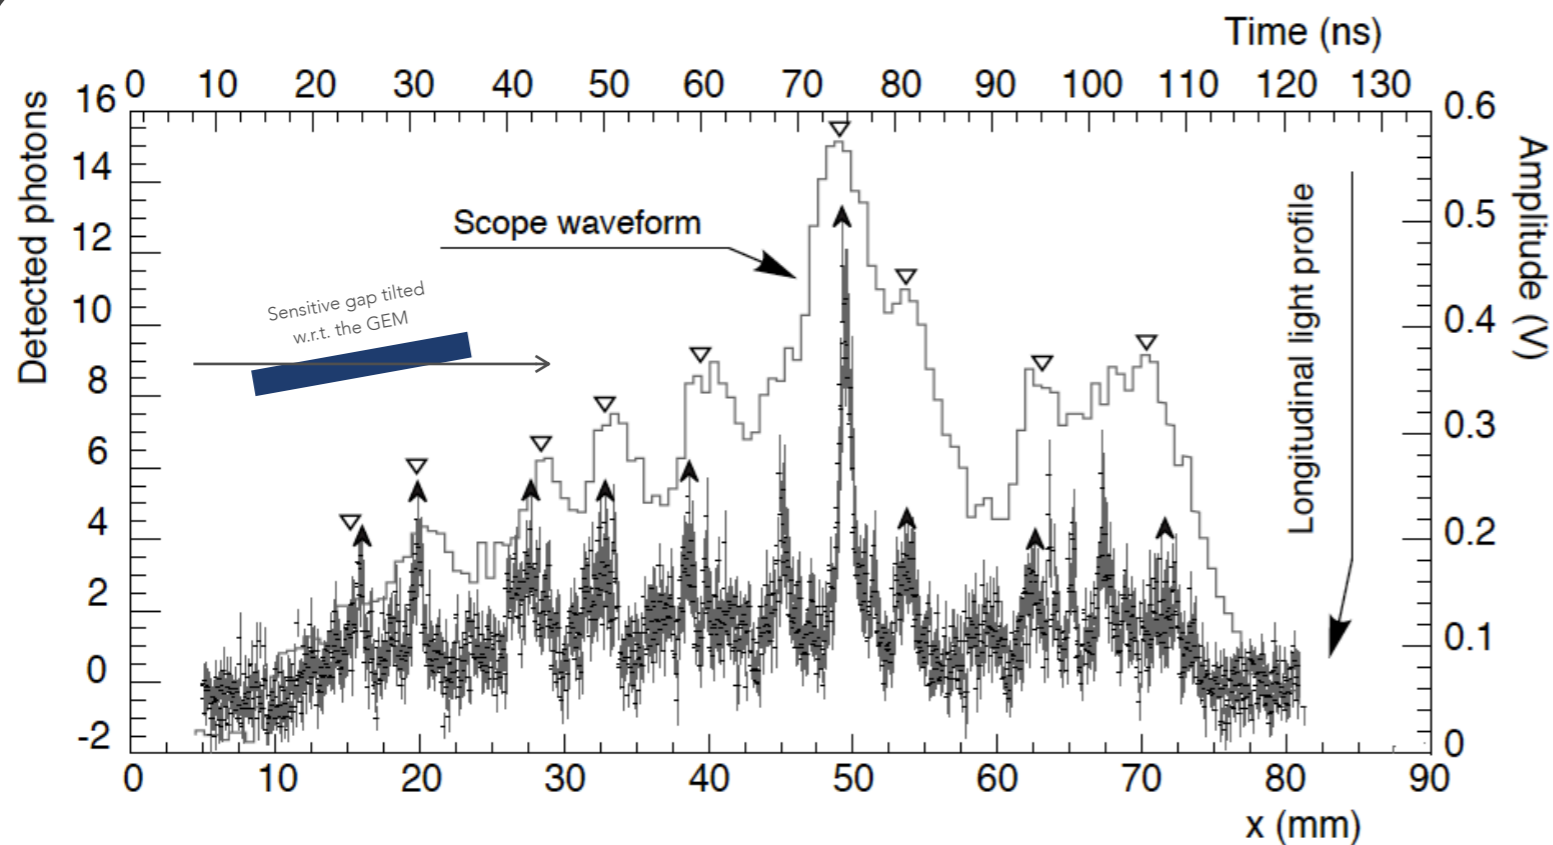 Time (ns)
0 10 20 30 40 50 60 70 80 90 100 110 120 130
Detected photons
16
14
12
10
8
6
4
2
0
-2
Scope waveform
Sensitive gap tilted
w.r.t. the GEM
Longitudinal light profile
0.6
0.5
0.4
0.3
0.2
0.1
0
Amplitude (V)
0 10 20 30 40 50 60 70 80 90
x (mm)